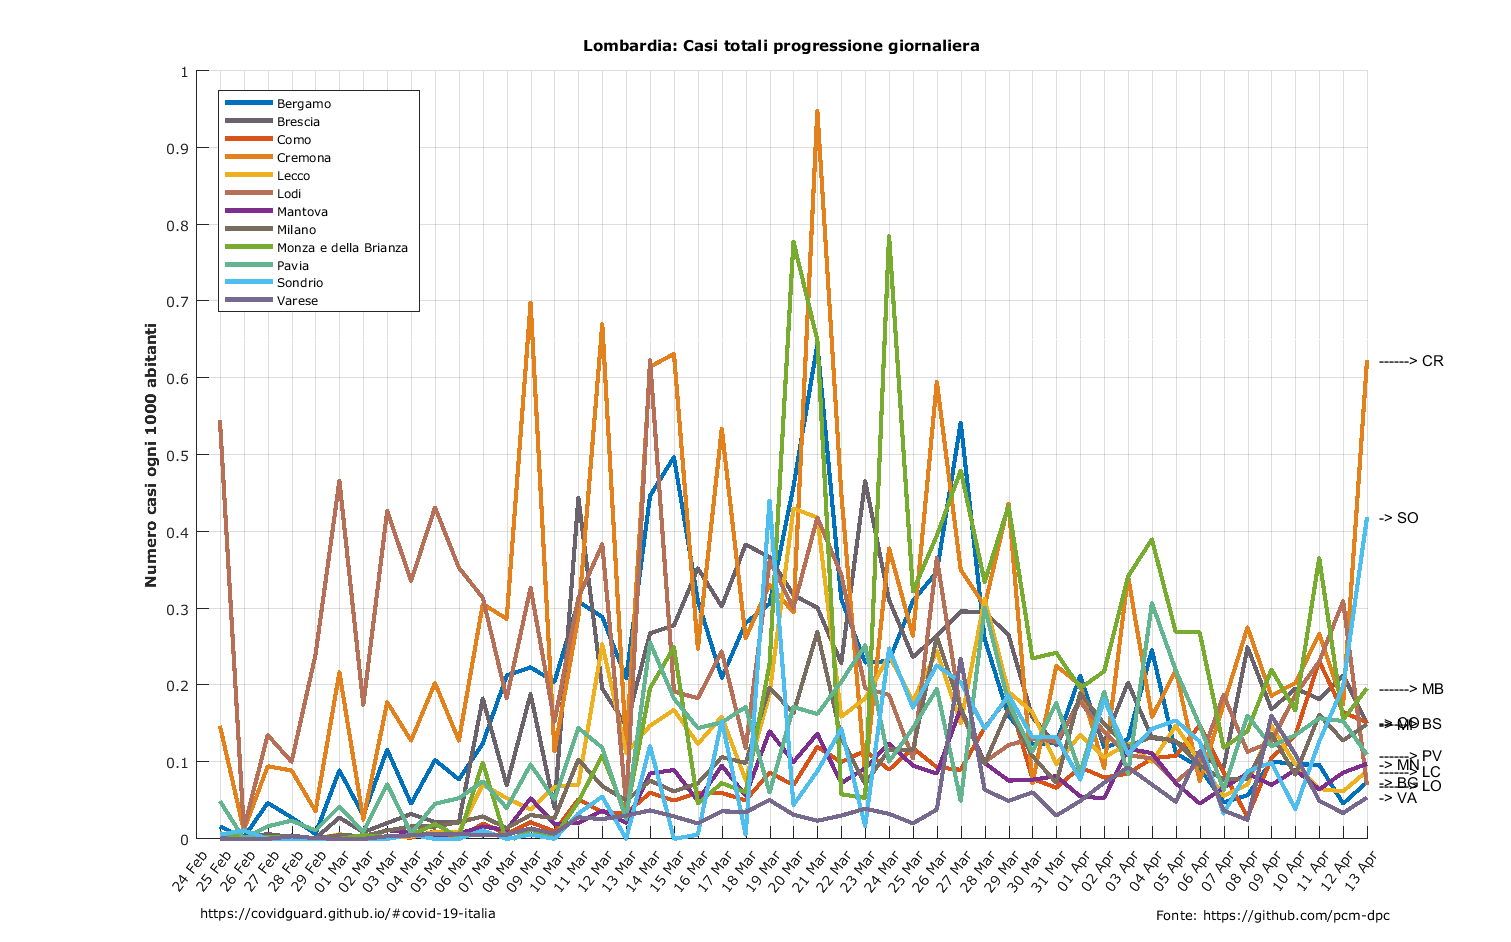 Lombardia: Casi totali progressione giornaliera
Numero casi ogni 1000 abitanti
1
0.9
0.8
0.7
0.6
0.5
0.4
0.3
0.2
0.1
0
Bergamo
Brescia
Como
Cremona
Lecco
Lodi
Mantova
Milano
Monza e della Brianza
Pavia
Sondrio
Varese
------> CR
-> SO
------> MB
BS
------> PV
-> MN
------> LC
-> BG
LO
-> VA
24 Feb
25 Feb
26 Feb
27 Feb
28 Feb
29 Feb
01 Mar
02 Mar
03 Mar
04 Mar
05 Mar
06 Mar
07 Mar
08 Mar
09 Mar
10 Mar
11 Mar
12 Mar
13 Mar
14 Mar
15 Mar
16 Mar
17 Mar
18 Mar
19 Mar
20 Mar
21 Mar
22 Mar
23 Mar
24 Mar
25 Mar
26 Mar
27 Mar
28 Mar
29 Mar
30 Mar
31 Mar
01 Apr
02 Apr
03 Apr
04 Apr
05 Apr
06 Apr
07 Apr
08 Apr
09 Apr
10 Apr
11 Apr
12 Apr
13 Apr
https://covidguard.github.io/#covid-19-italia
Fonte: https://github.com/pcm-dpc